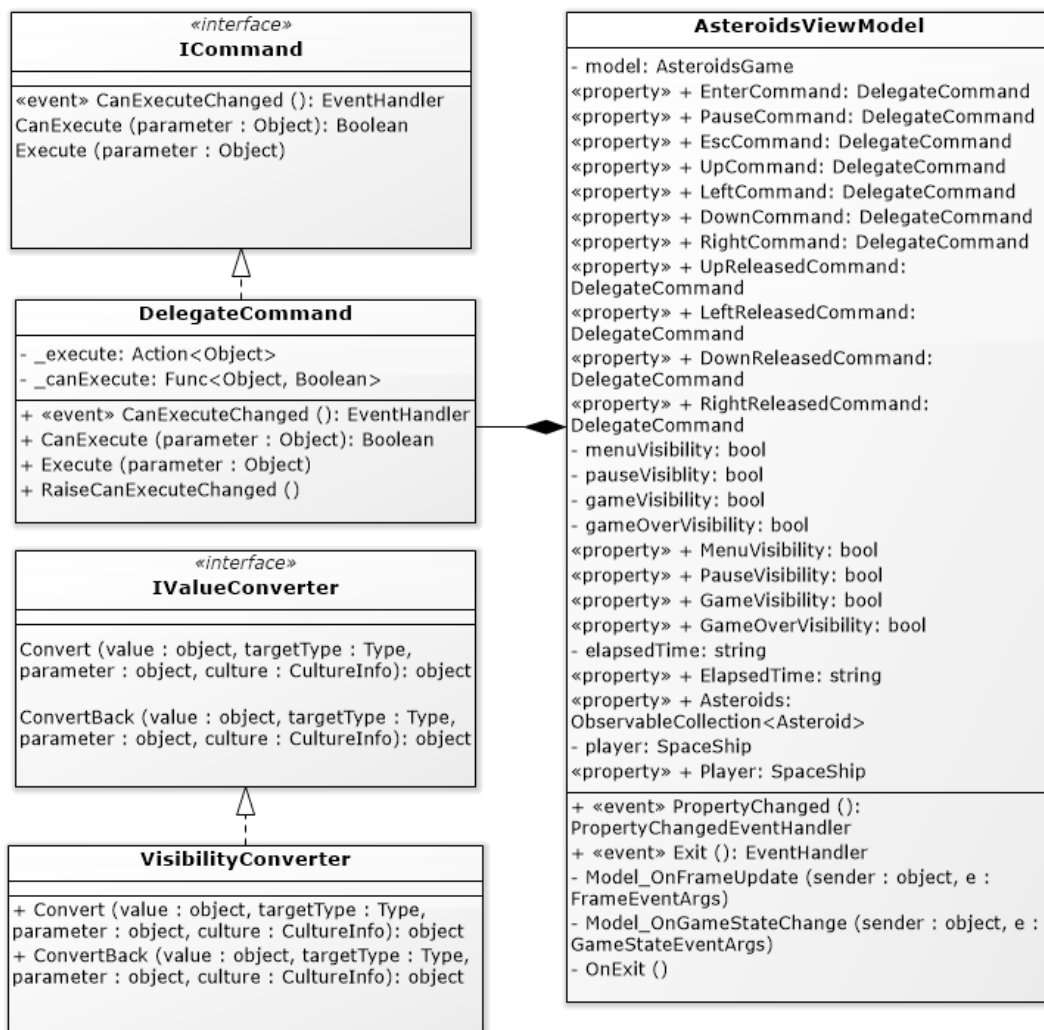 «interface»
ICommand
«event» CanExecuteChanged (): EventHandler
CanExecute (parameter : Object): Boolean
Execute (parameter : Object)
DelegateCommand
- _execute: Action<Object>
- _canExecute: Func<Object, Boolean>
+ «event» CanExecuteChanged (): EventHandler
+ CanExecute (parameter : Object): Boolean
+ Execute (parameter : Object)
+ RaiseCanExecuteChanged ()
«interface»
IValueConverter
Convert (value : object, targetType : Type,
parameter : object, culture : CultureInfo): object
ConvertBack (value : object, targetType : Type,
parameter : object, culture : CultureInfo): object
VisibilityConverter
+ Convert (value : object, targetType : Type,
parameter : object, culture : CultureInfo): object
+ ConvertBack (value : object, targetType : Type,
parameter : object, culture : CultureInfo): object
AsteroidsViewModel
- model: AsteroidsGame
«property» + EnterCommand: DelegateCommand
«property» + PauseCommand: DelegateCommand
«property» + EscCommand: DelegateCommand
«property» + UpCommand: DelegateCommand
«property» + LeftCommand: DelegateCommand
«property» + DownCommand: DelegateCommand
«property» + RightCommand: DelegateCommand
«property» + UpReleasedCommand:
DelegateCommand
«property» + LeftReleasedCommand:
DelegateCommand
«property» + DownReleasedCommand:
DelegateCommand
«property» + RightReleasedCommand:
DelegateCommand
- menuVisibility: bool
- pauseVisiblity: bool
- gameVisibility: bool
- gameOverVisibility: bool
«property» + MenuVisibility: bool
«property» + PauseVisibility: bool
«property» + GameVisibility: bool
«property» + GameOverVisibility: bool
- elapsedTime: string
«property» + ElapsedTime: string
«property» + Asteroids:
ObservableCollection<Asteroid>
- player: SpaceShip
«property» + Player: SpaceShip
+ «event» PropertyChanged ():
PropertyChangedEventHandler
+ «event» Exit (): EventHandler
- Model_OnFrameUpdate (sender : object, e :
FrameEventArgs)
- Model_OnGameStateChange (sender : object, e :
GameStateEventArgs)
- OnExit ()